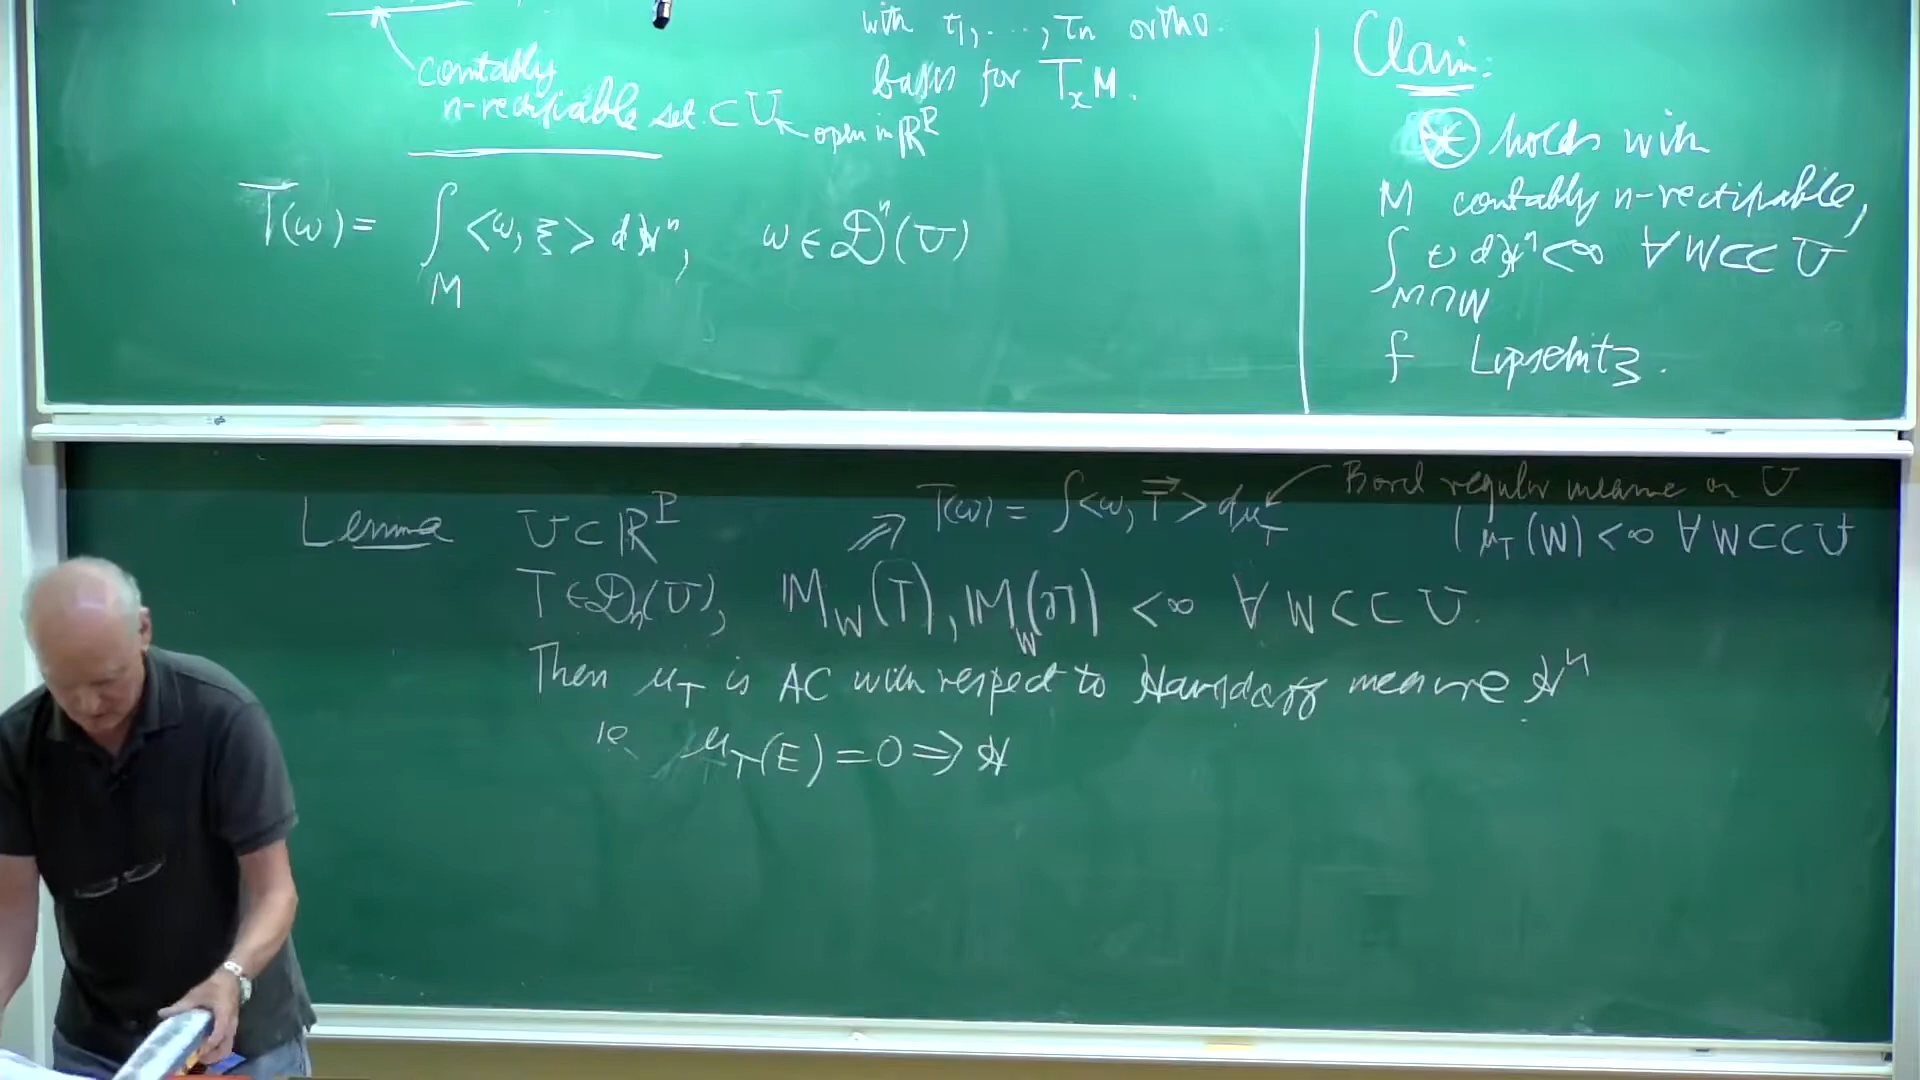 with τ₁, ..., τₙ ortho.
basis for TₓM.
countably
n-rectifiable set ⊂ U
open in ℝᴾ
T(ω) = ∫_M <ω, ξ> dℋⁿ, ω ∈ 𝒟ⁿ(U)
Claim:
⊛ holds with
M countably n-rectifiable,
∫_{M∩W} θ dℋⁿ < ∞ ∀ W ⊂⊂ U
f Lipschitz.
T(ω) = ∫<ω, T⃗> dμ_T
Borel regular measure on U
(μ_T(W) < ∞ ∀ W ⊂⊂ U
Lemma U ⊂ ℝᴾ ⇒
T ∈ 𝒟ₙ(U), 𝕄_W(T), 𝕄_W(∂T) < ∞ ∀ W ⊂⊂ U.
Then μ_T is AC with respect to Hausdorff measure ℋⁿ
ie μ_T(E) = 0 ⇒ ℋ